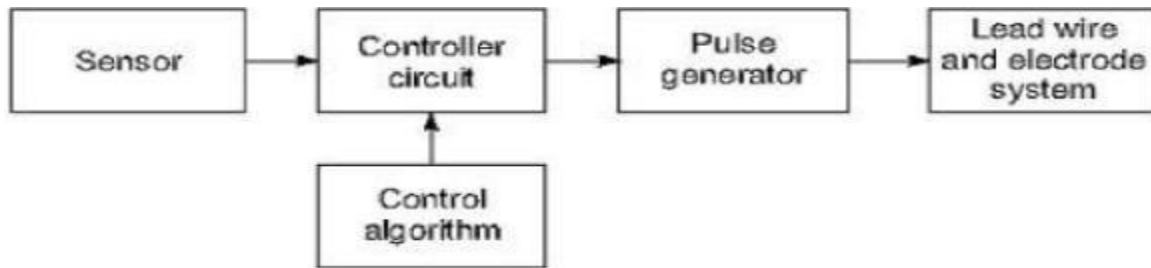 Sensor
Controller
circuit
Pulse
generator
Lead wire
and electrode
system
Control
algorithm